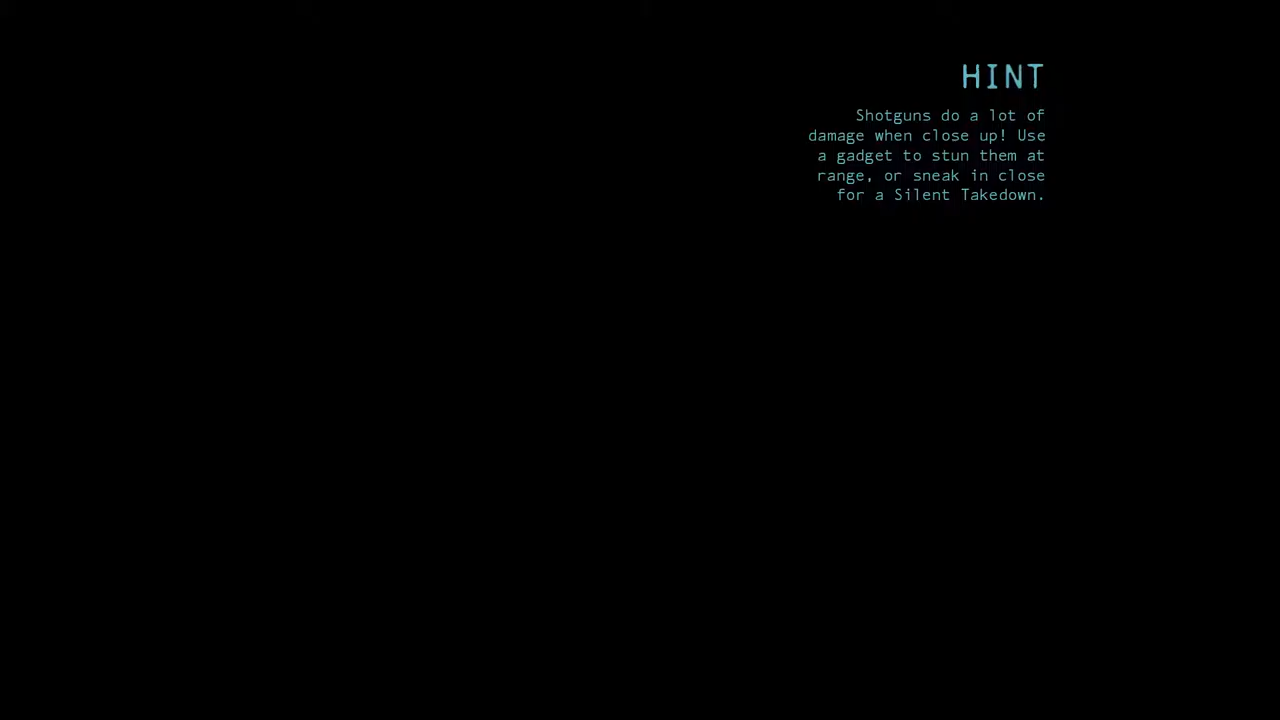 HINT
Shotguns do a lot of
damage when close up! Use
a gadget to stun them at
range, or sneak in close
for a Silent Takedown.